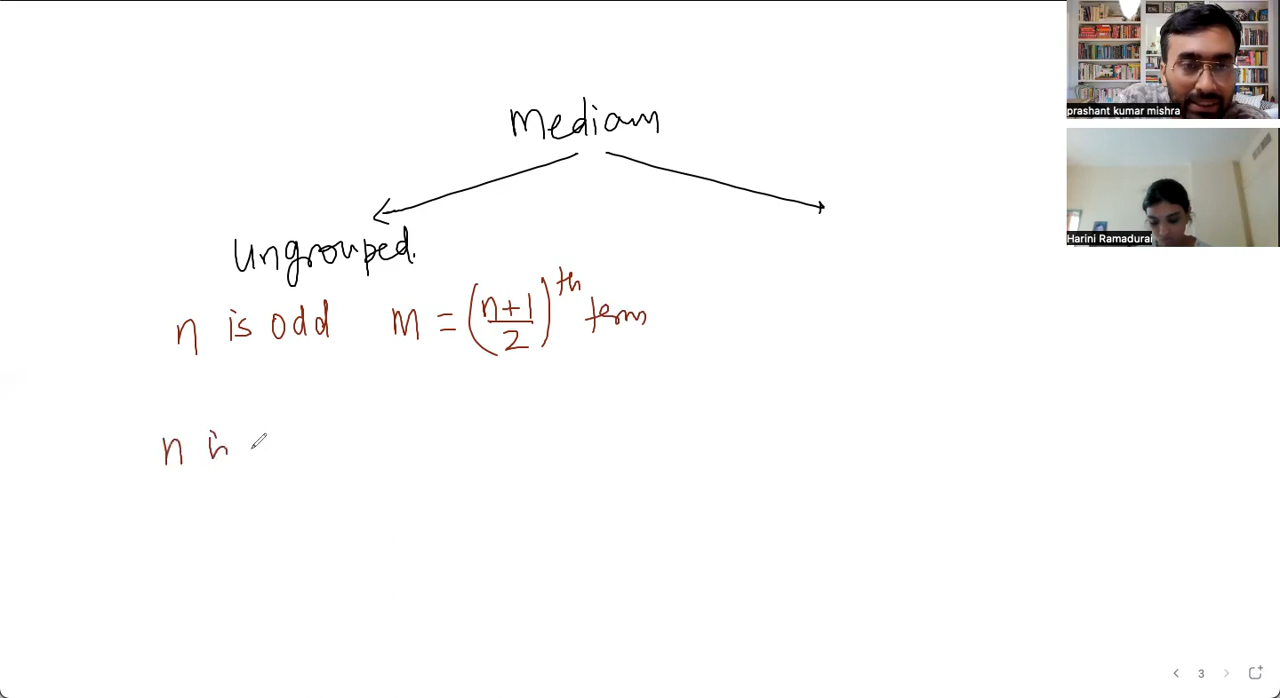 Median
Ungrouped.
n is odd M = (n+1/2)^th term
n is
prashant kumar mishra
Harini Ramadurai
3